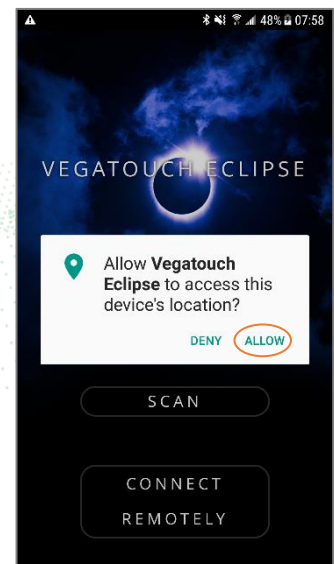 48% 07:58
VEGATOUCH ECLIPSE
Allow Vegatouch
Eclipse to access this
device's location?
DENY ALLOW
SCAN
CONNECT
REMOTELY